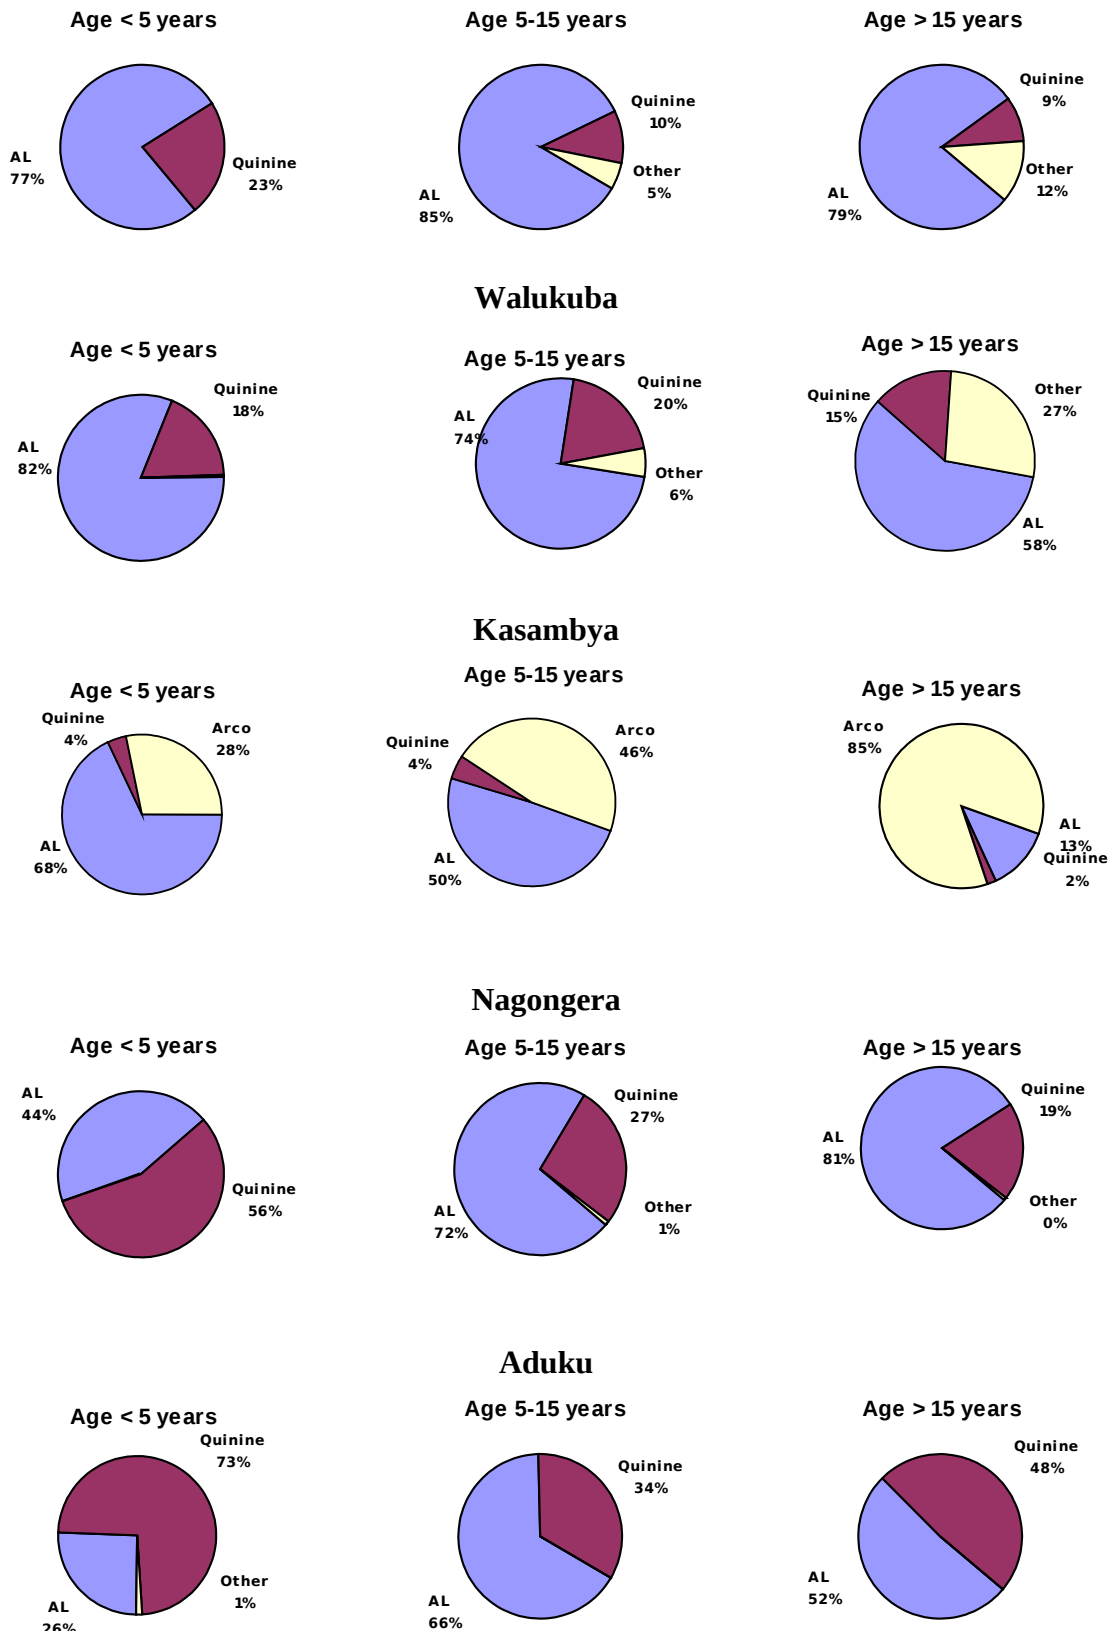 Age < 5 years
AL
77%
Quinine
23%
Age 5-15 years
Quinine
10%
Other
5%
AL
85%
Age > 15 years
Quinine
9%
Other
12%
AL
79%
Walukuba
Age < 5 years
Quinine
18%
AL
82%
Age 5-15 years
Quinine
20%
AL
74%
Other
6%
Age > 15 years
Quinine
15%
Other
27%
AL
58%
Kasambya
Age < 5 years
Quinine
4%
Arco
28%
AL
68%
Age 5-15 years
Quinine
4%
Arco
46%
AL
50%
Age > 15 years
Arco
85%
AL
13%
Quinine
2%
Nagongera
Age < 5 years
AL
44%
Quinine
56%
Age 5-15 years
Quinine
27%
Other
1%
AL
72%
Age > 15 years
Quinine
19%
AL
81%
Other
0%
Aduku
Age < 5 years
Quinine
73%
Other
1%
AL
26%
Age 5-15 years
Quinine
34%
AL
66%
Age > 15 years
Quinine
48%
AL
52%